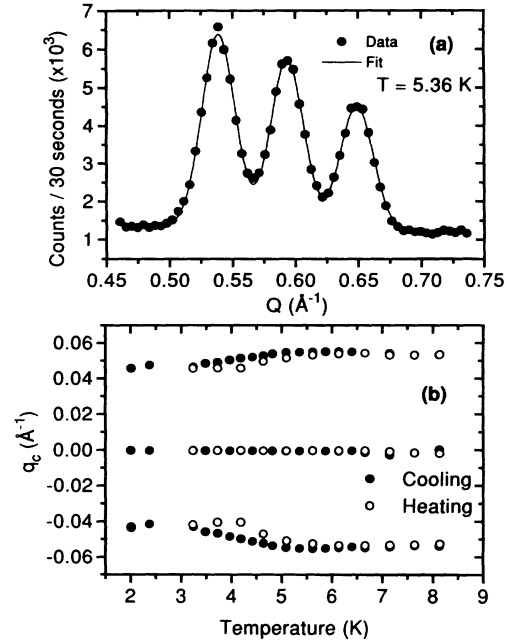 7
6
5
4
3
2
1
Counts / 30 seconds (x10³)
(a)
Data
Fit
T = 5.36 K
0.45 0.50 0.55 0.60 0.65 0.70 0.75
Q (Å⁻¹)
0.06
0.04
0.02
0.00
-0.02
-0.04
-0.06
q_c (Å⁻¹)
(b)
Cooling
Heating
2 3 4 5 6 7 8 9
Temperature (K)